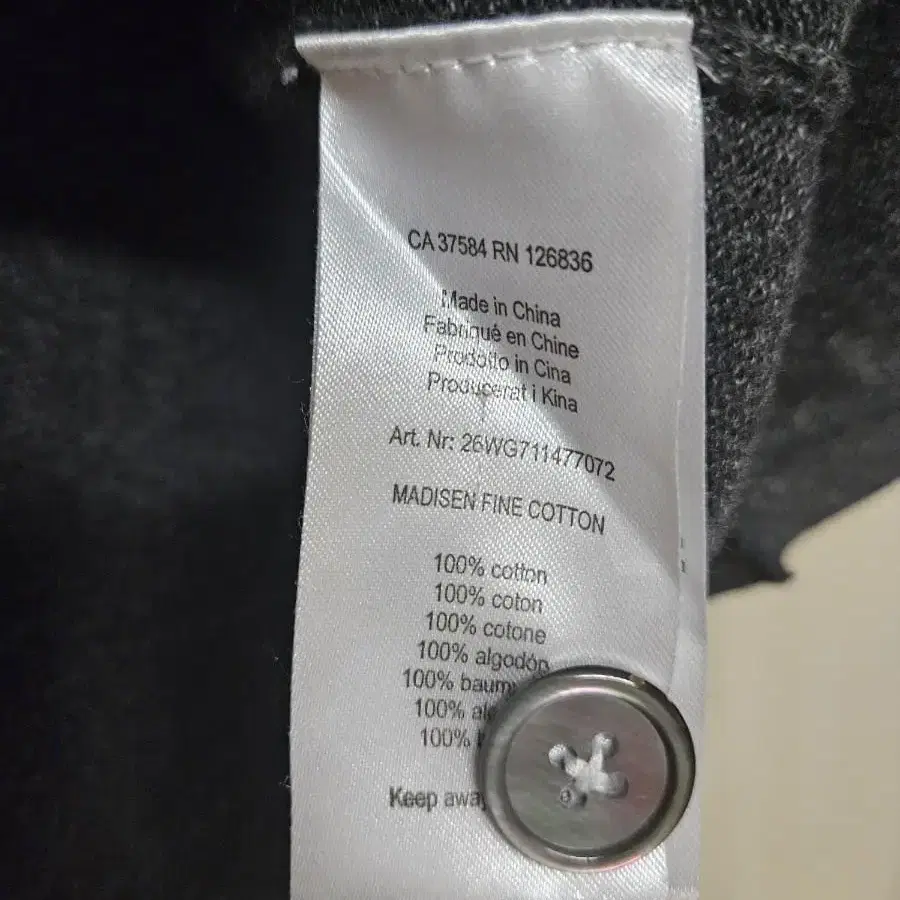 CA 37584 RN 126836
Made in China
Fabriqué en Chine
Prodotto in Cina
Producerat i Kina
Art. Nr: 26WG711477072
MADISEN FINE COTTON
100% cotton
100% coton
100% cotone
100% algodón
100%
100%
100%
Keep away